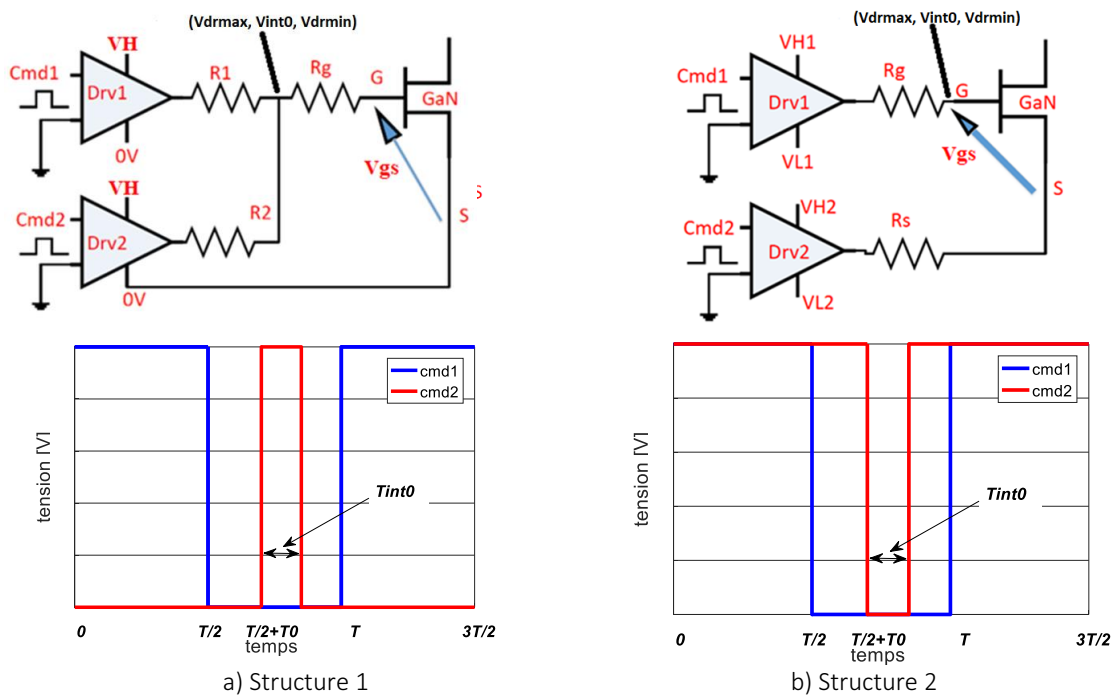 (Vdrmax, Vint0, Vdrmin)
VH
Cmd1
Drv1
R1
Rg
G
GaN
0V
Vgs
VH
S
S
Cmd2
Drv2
R2
0V
cmd1
cmd2
tension [V]
Tint0
0
T/2
T/2+T0
T
3T/2
temps
a) Structure 1
(Vdrmax, Vint0, Vdrmin)
VH1
Cmd1
Drv1
Rg
G
GaN
Vgs
VL1
S
VH2
Cmd2
Drv2
Rs
VL2
cmd1
cmd2
tension [V]
Tint0
0
T/2
T/2+T0
T
3T/2
temps
b) Structure 2